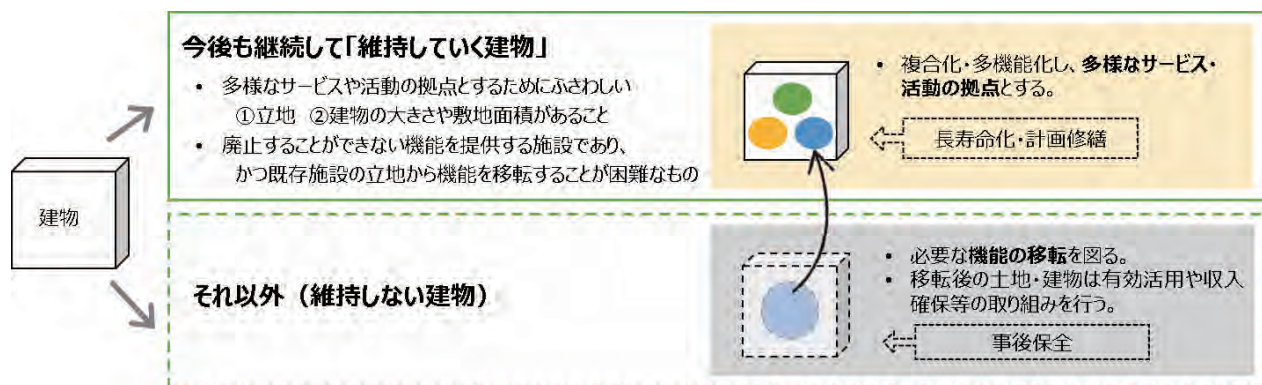 建物
今後も継続して「維持していく建物」
• 多様なサービスや活動の拠点とするためにふさわしい
①立地 ②建物の大きさや敷地面積があること
• 廃止することができない機能を提供する施設であり、
かつ既存施設の立地から機能を移転することが困難なもの
• 複合化・多機能化し、多様なサービス・
活動の拠点とする。
長寿命化・計画修繕
それ以外（維持しない建物）
• 必要な機能の移転を図る。
• 移転後の土地・建物は有効活用や収入
確保等の取り組みを行う。
事後保全